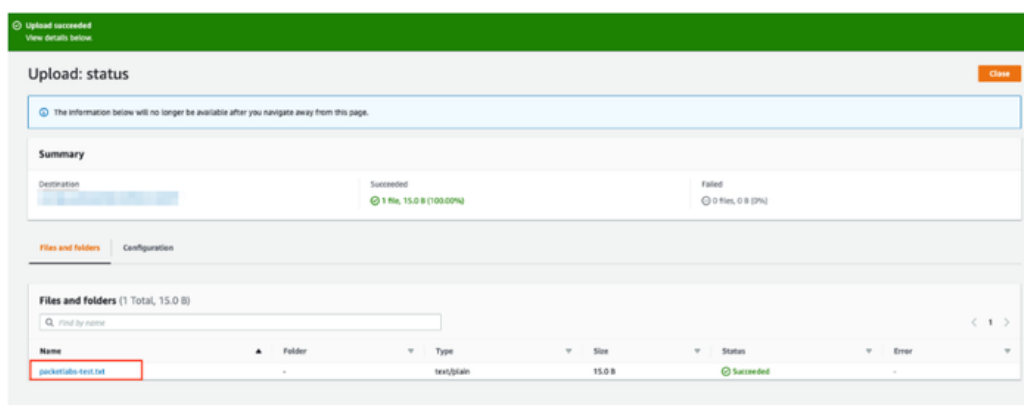 Upload succeeded
View details below.
Upload: status
Close
The information below will no longer be available after you navigate away from this page.
Summary
Destination Succeeded Failed
1 file, 15.0 B (100.00%) 0 files, 0 B (0%)
Files and folders Configuration
Files and folders (1 Total, 15.0 B)
Find by name
1
Name Folder Type Size Status Error
packetlabs-test.txt - text/plain 15.0 B Succeeded -